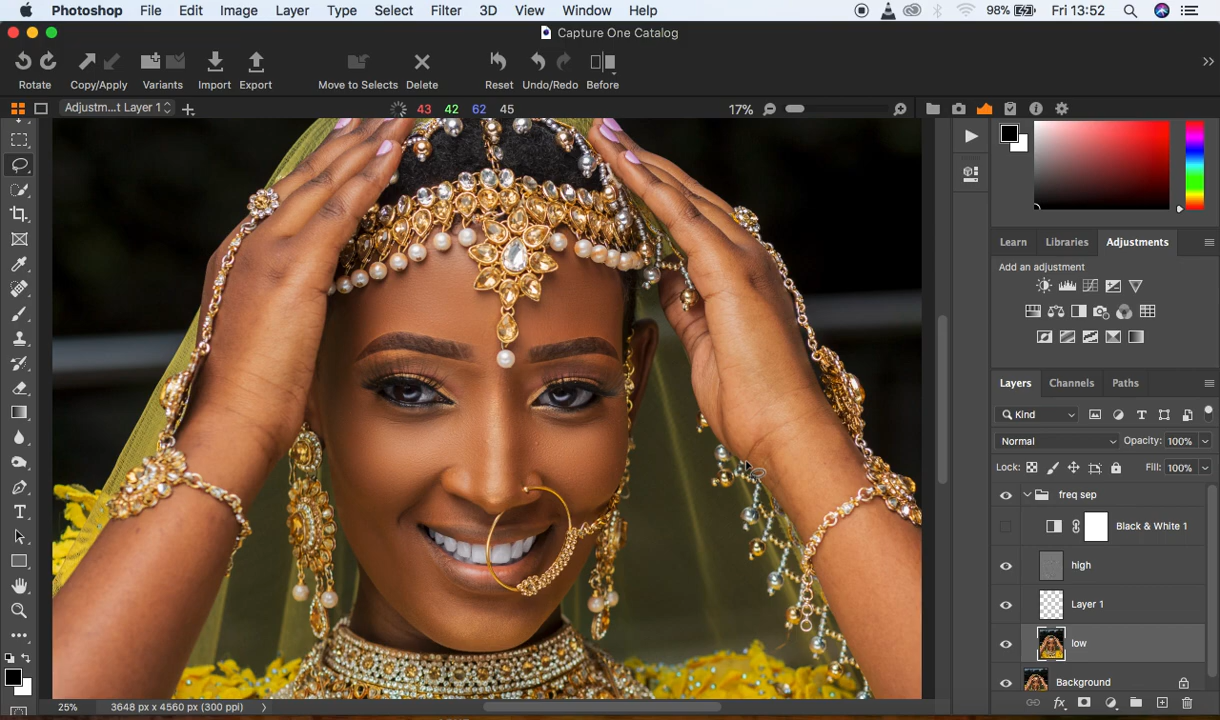 Photoshop File Edit Image Layer Type Select Filter 3D View Window Help 98% Fri 13:52
Capture One Catalog
Rotate Copy/Apply Variants Import Export Move to Selects Delete Reset Undo/Redo Before
Adjustm...t Layer 1 43 42 62 45 17%
Learn Libraries Adjustments
Add an adjustment
Layers Channels Paths
Kind
Normal Opacity: 100%
Lock: Fill: 100%
freq sep
Black & White 1
high
Layer 1
low
Background
25% 3648 px x 4560 px (300 ppi)